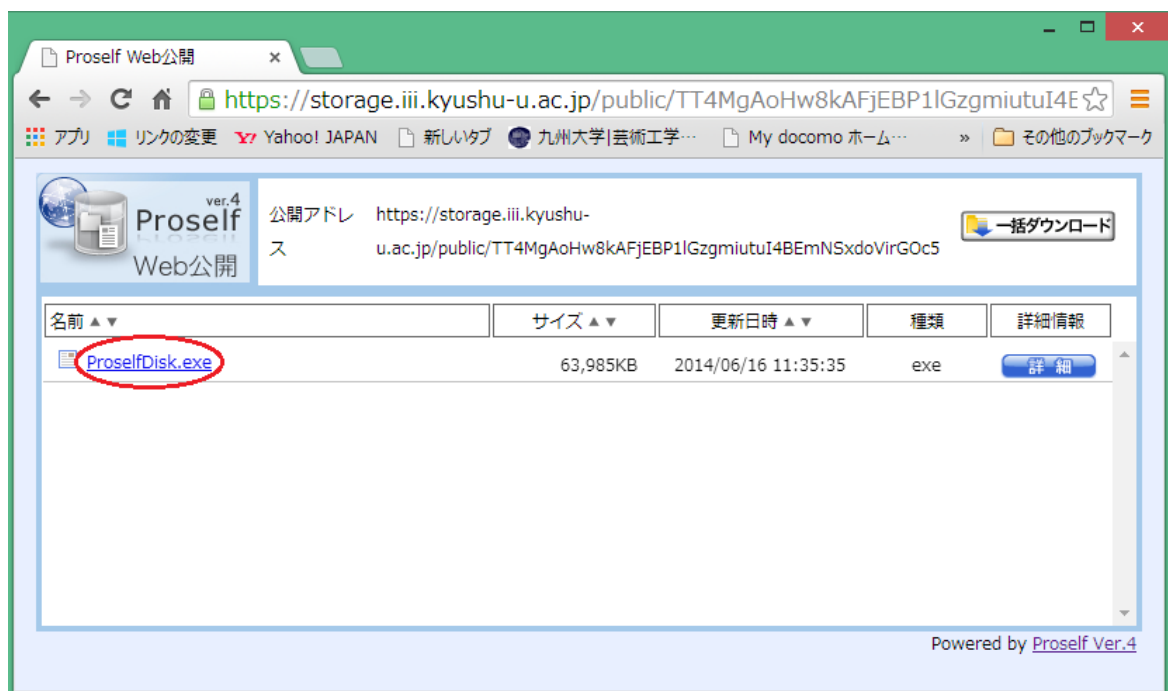 Proself Web公開
https://storage.iii.kyushu-u.ac.jp/public/TT4MgAoHw8kAFjEBP1lGzgmiutuI4E
アプリ リンクの変更 Yahoo! JAPAN 新しいタブ 九州大学|芸術工学… My docomo ホーム… » その他のブックマーク
ver.4
Proself
Web公開
公開アドレス
https://storage.iii.kyushu-
u.ac.jp/public/TT4MgAoHw8kAFjEBP1lGzgmiutuI4BEmNSxdoVirGOc5
一括ダウンロード
名前 ▲ ▼ サイズ ▲ ▼ 更新日時 ▲ ▼ 種類 詳細情報
ProselfDisk.exe 63,985KB 2014/06/16 11:35:35 exe 詳 細
Powered by Proself Ver.4